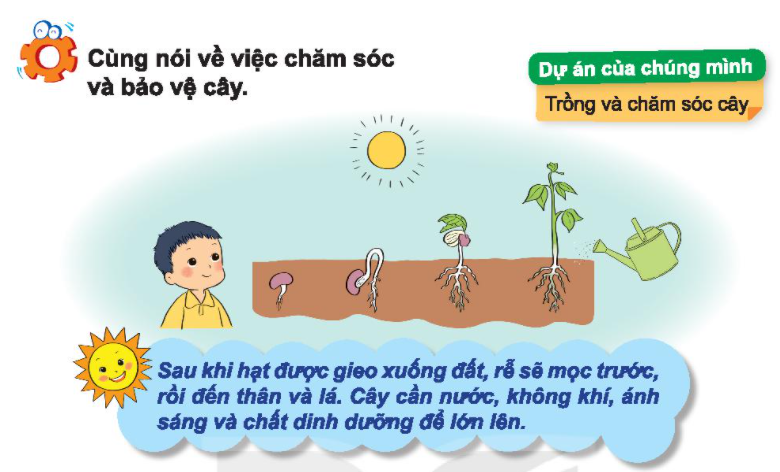 Cùng nói về việc chăm sóc
và bảo vệ cây.
Dự án của chúng mình
Trồng và chăm sóc cây
Sau khi hạt được gieo xuống đất, rễ sẽ mọc trước,
rồi đến thân và lá. Cây cần nước, không khí, ánh
sáng và chất dinh dưỡng để lớn lên.